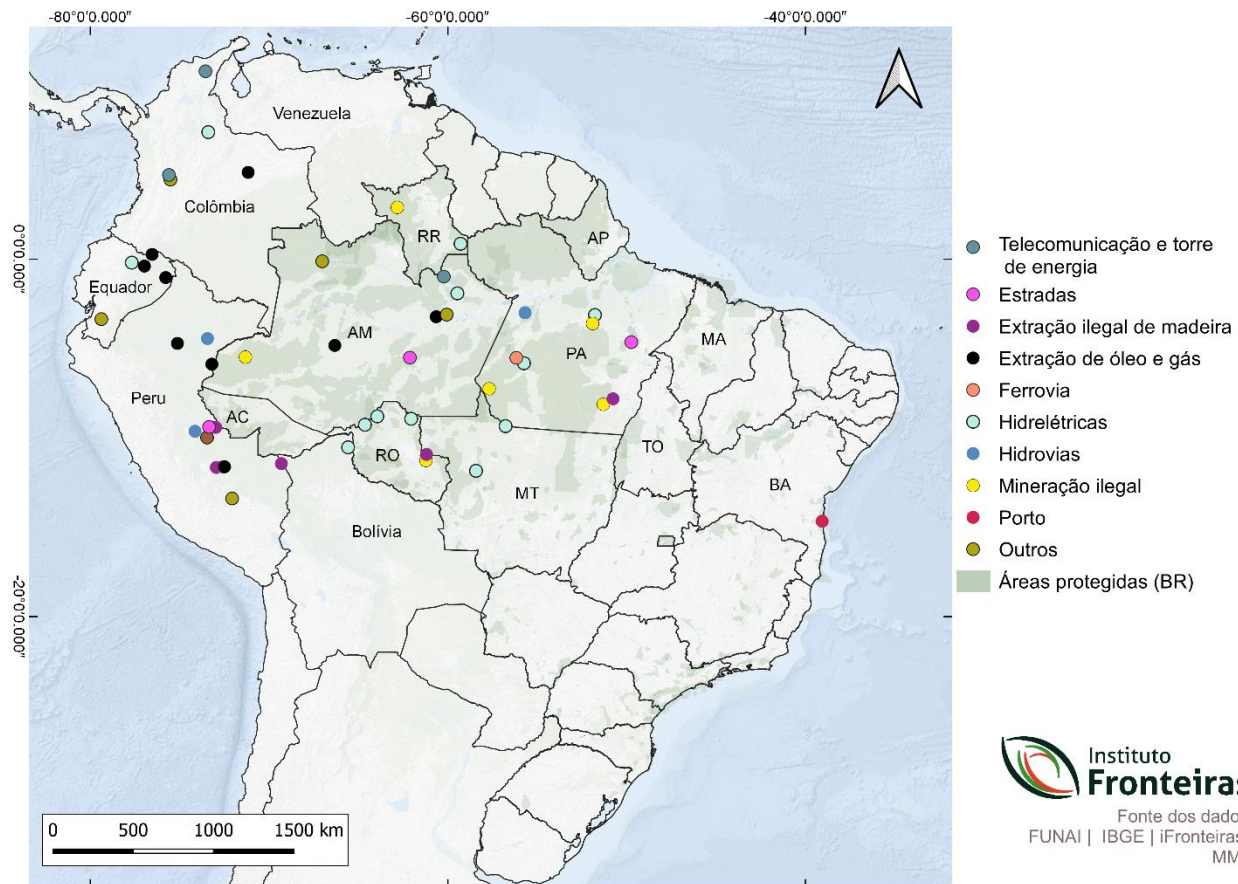 -80°0'0.000"
-60°0'0.000"
-40°0'0.000"
0°0'0.000"
-20°0'0.000"
Venezuela
Colômbia
RR
AP
Equador
AM
PA
MA
Peru
AC
RO
TO
MT
BA
Bolívia
0 500 1000 1500 km
Telecomunicação e torre
de energia
Estradas
Extração ilegal de madeira
Extração de óleo e gás
Ferrovia
Hidrelétricas
Hidrovias
Mineração ilegal
Porto
Outros
Áreas protegidas (BR)
Instituto
Fronteiras
Fonte dos dado
FUNAI | IBGE | iFronteiras
MM